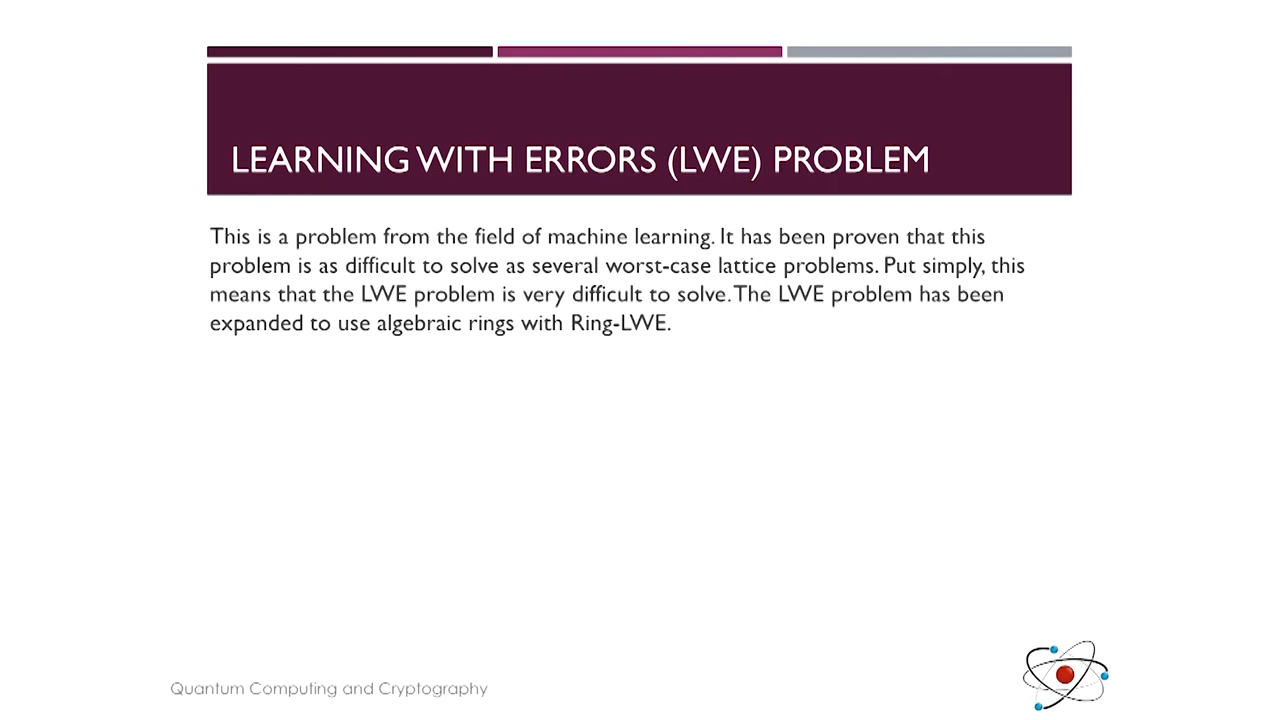 LEARNING WITH ERRORS (LWE) PROBLEM
This is a problem from the field of machine learning. It has been proven that this
problem is as difficult to solve as several worst-case lattice problems. Put simply, this
means that the LWE problem is very difficult to solve. The LWE problem has been
expanded to use algebraic rings with Ring-LWE.
Quantum Computing and Cryptography